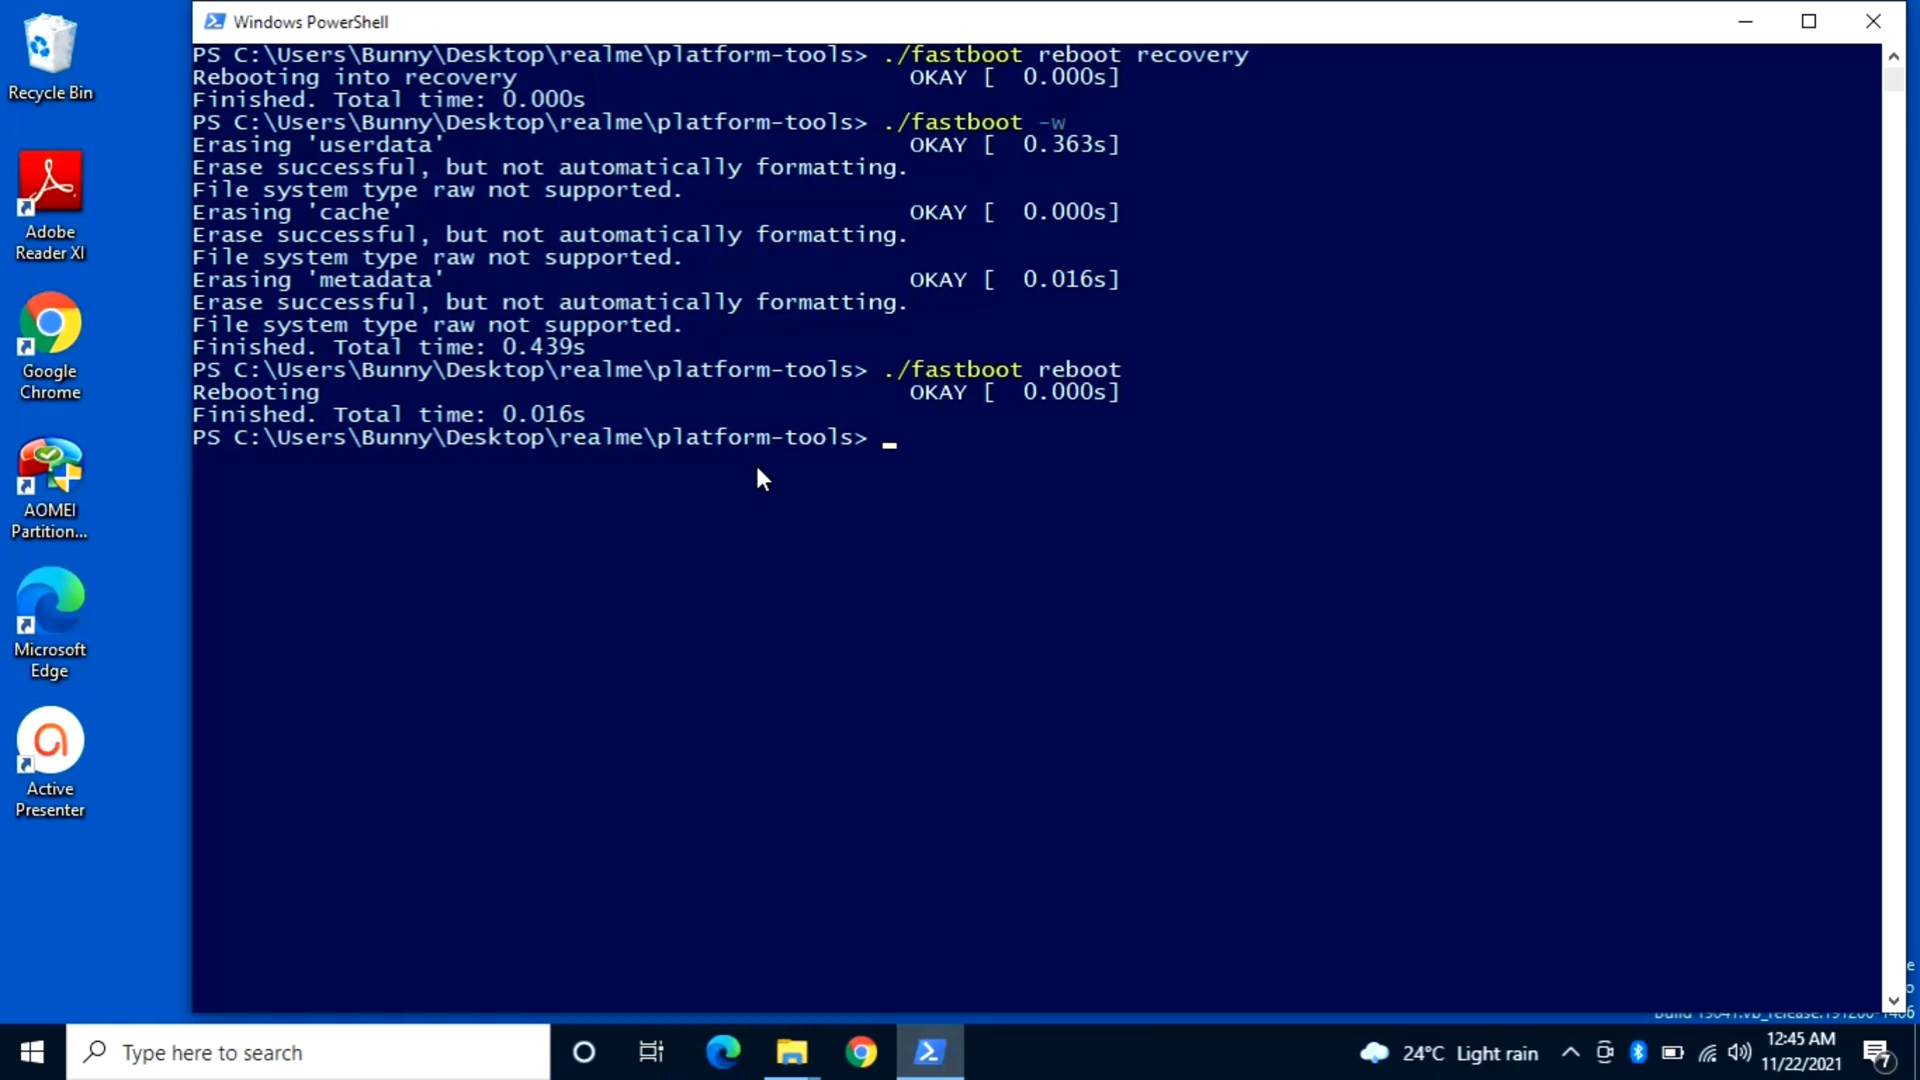 Windows PowerShell
PS C:\Users\Bunny\Desktop\realme\platform-tools> ./fastboot reboot recovery
Rebooting into recovery OKAY [ 0.000s]
Finished. Total time: 0.000s
PS C:\Users\Bunny\Desktop\realme\platform-tools> ./fastboot -w
Erasing 'userdata' OKAY [ 0.363s]
Erase successful, but not automatically formatting.
File system type raw not supported.
Erasing 'cache' OKAY [ 0.000s]
Erase successful, but not automatically formatting.
File system type raw not supported.
Erasing 'metadata' OKAY [ 0.016s]
Erase successful, but not automatically formatting.
File system type raw not supported.
Finished. Total time: 0.439s
PS C:\Users\Bunny\Desktop\realme\platform-tools> ./fastboot reboot
Rebooting OKAY [ 0.000s]
Finished. Total time: 0.016s
PS C:\Users\Bunny\Desktop\realme\platform-tools>
Recycle Bin
Adobe
Reader XI
Google
Chrome
AOMEI
Partition...
Microsoft
Edge
Active
Presenter
Type here to search
24°C Light rain
12:45 AM
11/22/2021
7